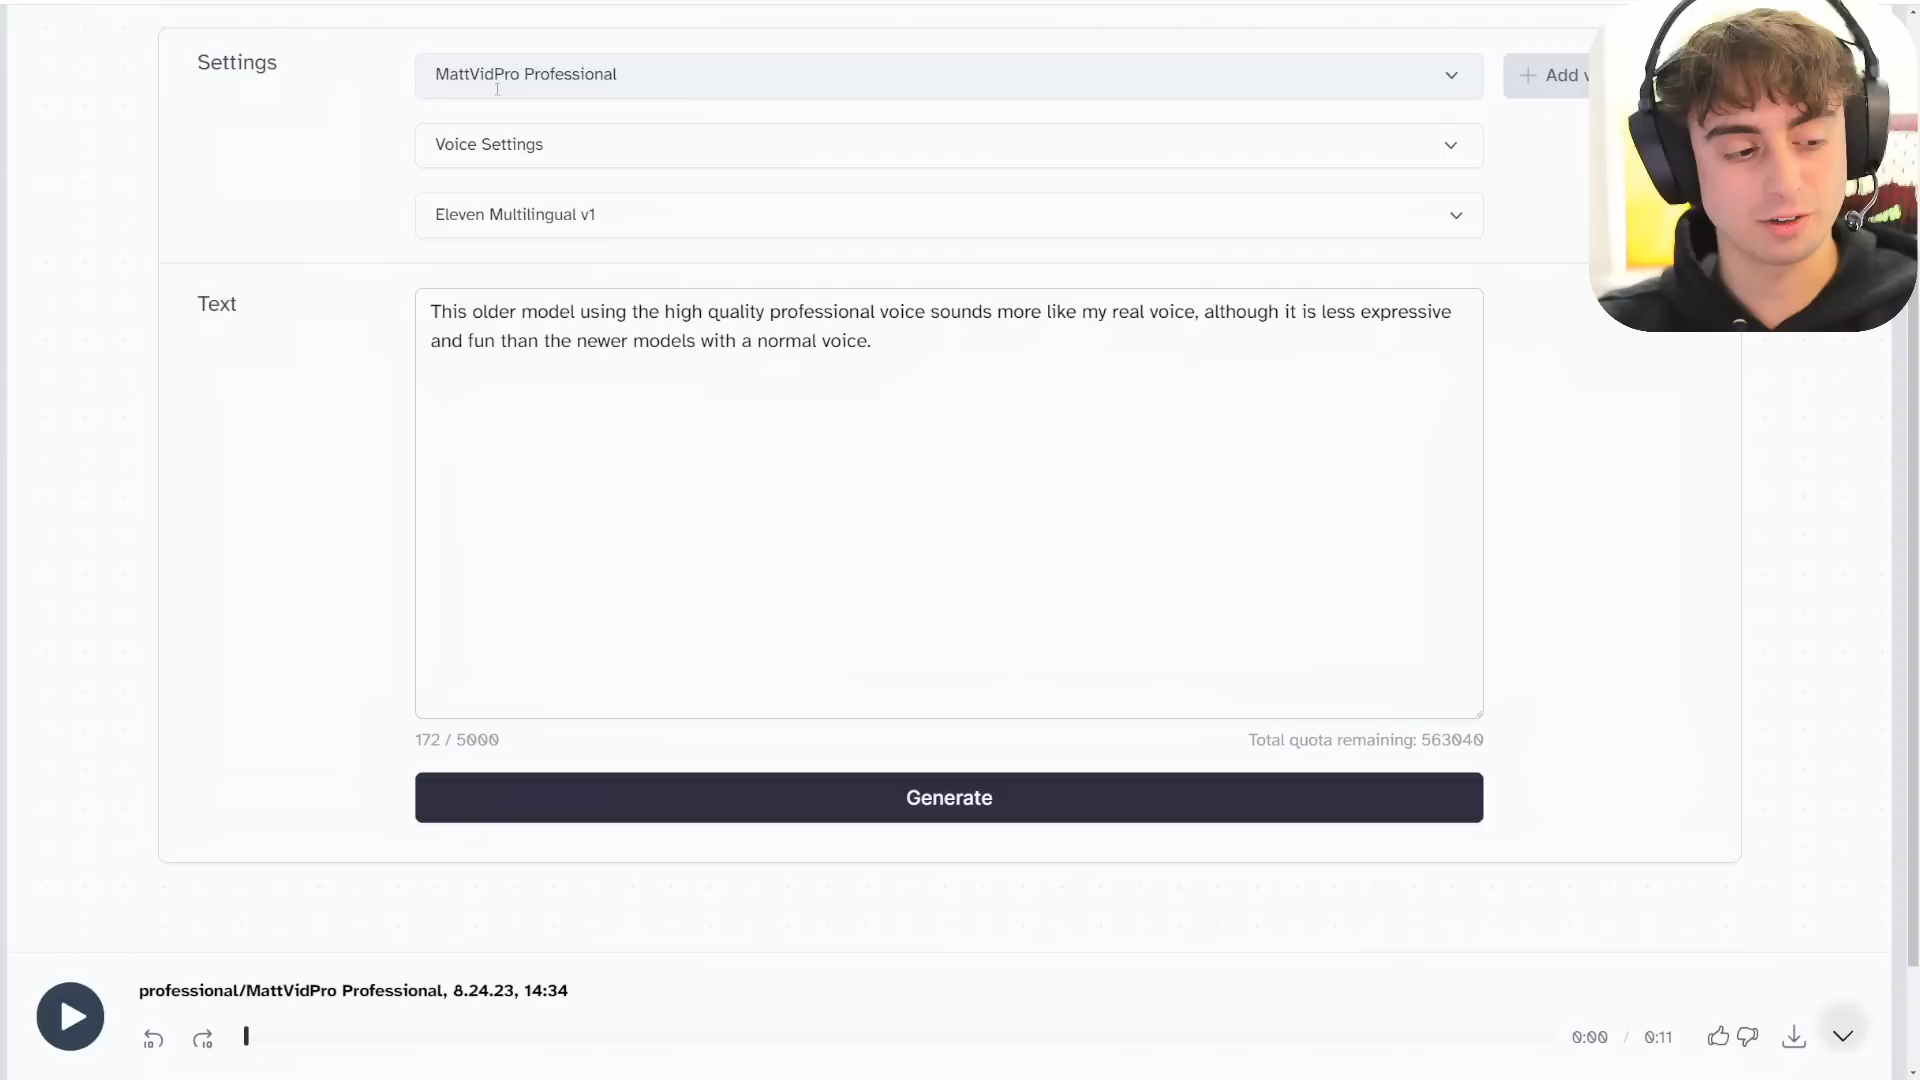 Settings
MattVidPro Professional
+ Add
Voice Settings
Eleven Multilingual v1
Text
This older model using the high quality professional voice sounds more like my real voice, although it is less expressive
and fun than the newer models with a normal voice.
172 / 5000
Total quota remaining: 563040
Generate
professional/MattVidPro Professional, 8.24.23, 14:34
10
10
0:00 / 0:11